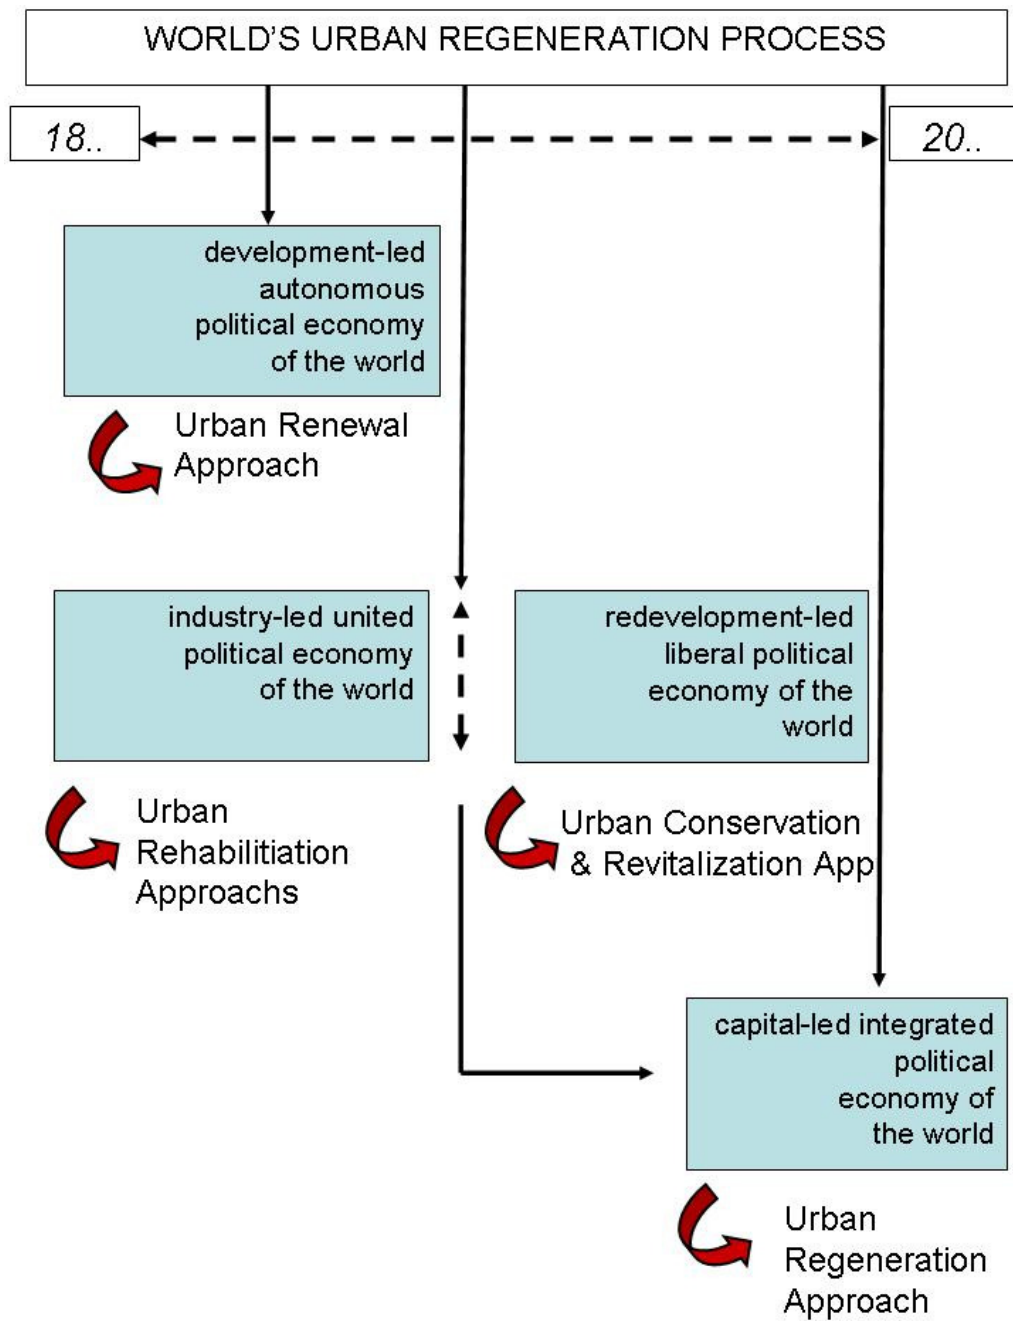 WORLD'S URBAN REGENERATION PROCESS
18..
20..
development-led
autonomous
political economy
of the world
Urban Renewal
Approach
industry-led united
political economy
of the world
redevelopment-led
liberal political
economy of the
world
Urban
Rehabilitiation
Approachs
Urban Conservation
& Revitalization App
capital-led integrated
political
economy of
the world
Urban
Regeneration
Approach